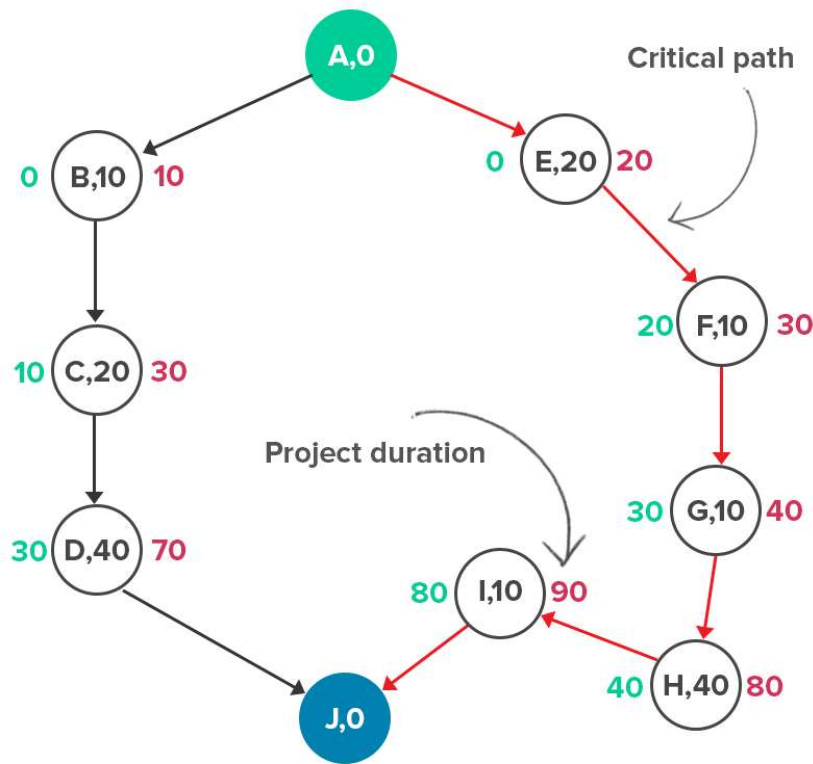 A,0
Critical path
0 B,10 10
0 E,20 20
20 F,10 30
10 C,20 30
Project duration
30 G,10 40
30 D,40 70
80 I,10 90
40 H,40 80
J,0